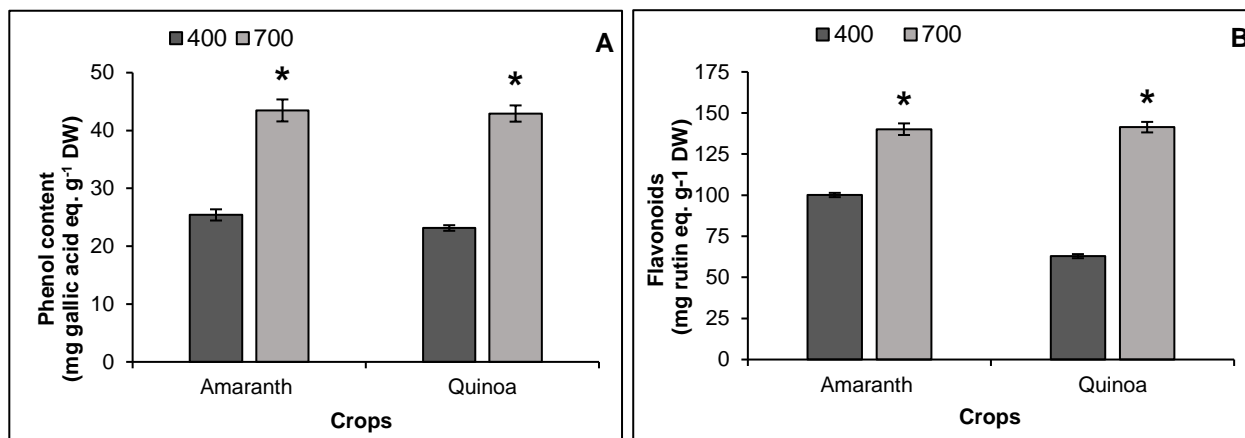 400 700
A
50
40
30
20
10
0
Phenol content
(mg gallic acid eq. g⁻¹ DW)
*
*
Amaranth Quinoa
Crops
400 700
B
175
150
125
100
75
50
25
0
Flavonoids
(mg rutin eq. g-1 DW)
*
*
Amaranth Quinoa
Crops